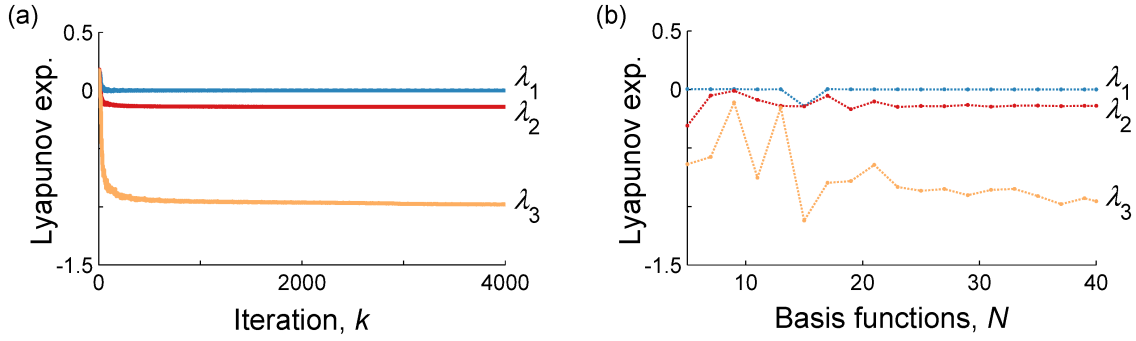 (a)
0.5
0
-1.5
Lyapunov exp.
λ1
λ2
λ3
0
2000
4000
Iteration, k
(b)
0.5
0
-1.5
Lyapunov exp.
λ1
λ2
λ3
10
20
30
40
Basis functions, N